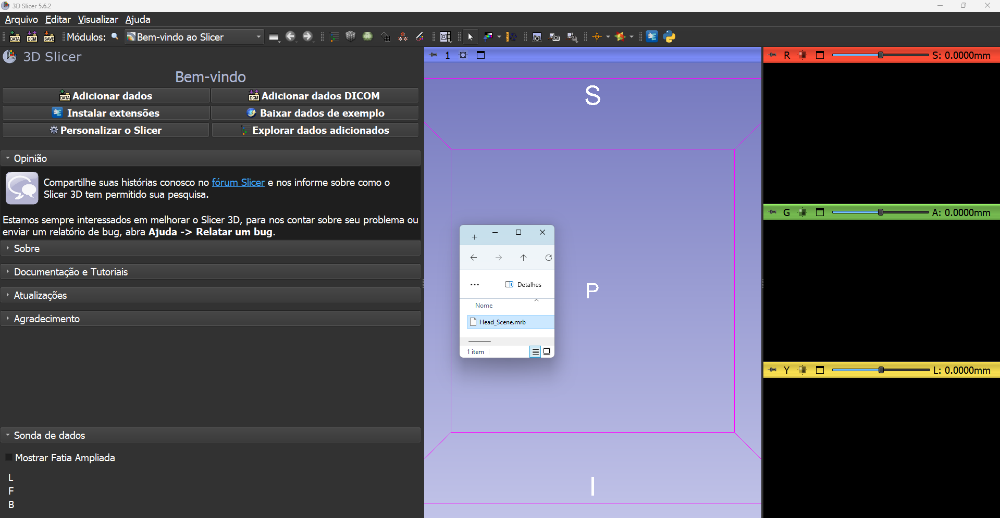 3D Slicer 5.6.2
Arquivo Editar Visualizar Ajuda
DATA DCM SAVE Módulos: Bem-vindo ao Slicer
3D Slicer
Bem-vindo
DATA Adicionar dados
DCM Adicionar dados DICOM
Instalar extensões
Baixar dados de exemplo
Personalizar o Slicer
Explorar dados adicionados
Opinião
Compartilhe suas histórias conosco no fórum Slicer e nos informe sobre como o
Slicer 3D tem permitido sua pesquisa.
Estamos sempre interessados em melhorar o Slicer 3D, para nos contar sobre seu problema ou
enviar um relatório de bug, abra Ajuda -> Relatar um bug.
Sobre
Documentação e Tutoriais
Atualizações
Agradecimento
Sonda de dados
Mostrar Fatia Ampliada
L
F
B
1
S
P
I
Detalhes
Nome
Head_Scene.mrb
1 item
R S: 0.0000mm
G A: 0.0000mm
Y L: 0.0000mm